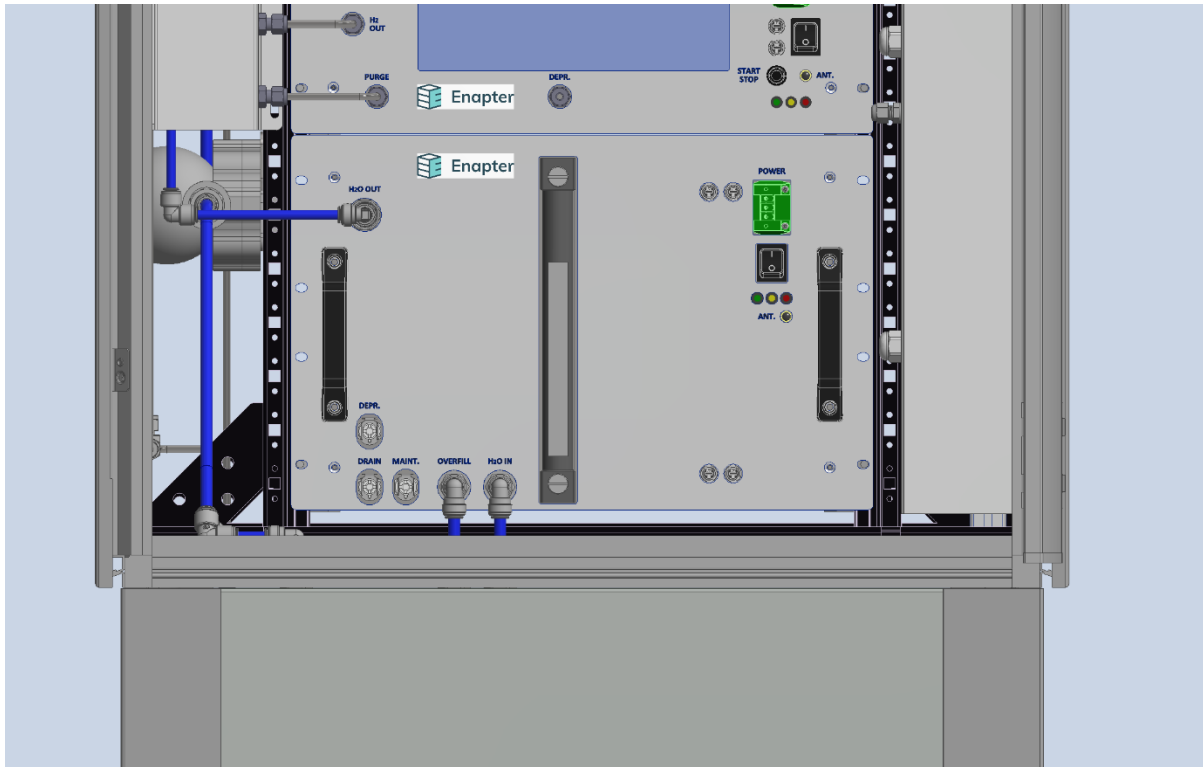 H₂
OUT
START
STOP
ANT.
PURGE
DEPR.
Enapter
Enapter
POWER
H₂O OUT
ANT.
DEPR.
DRAIN
MAINT.
OVERFILL
H₂O IN